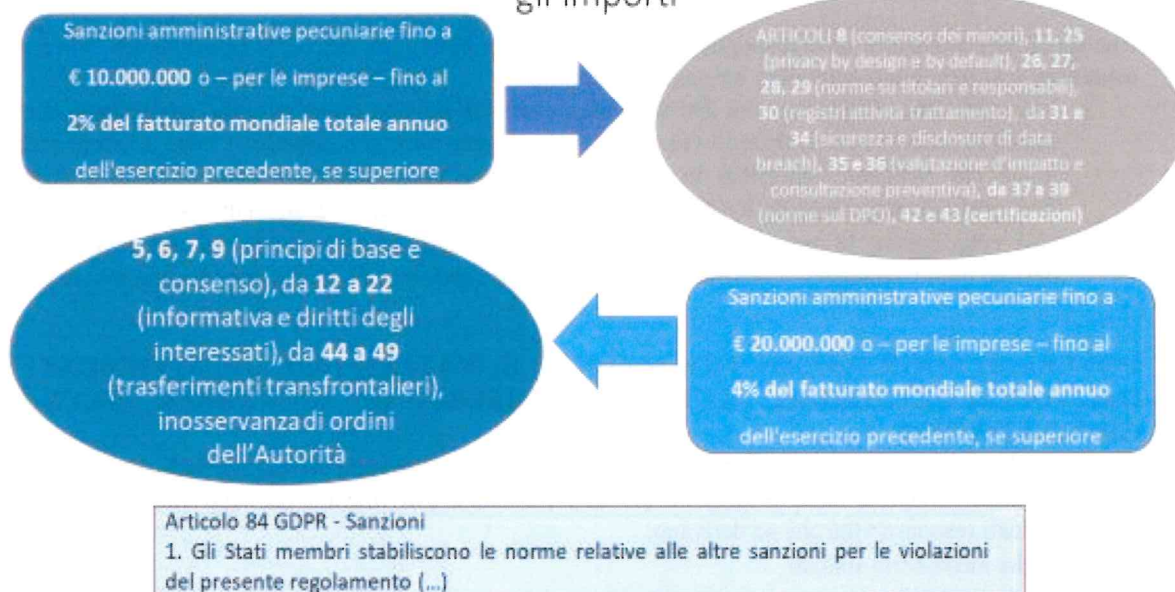 gli importi
Sanzioni amministrative pecuniarie fino a
€ 10.000.000 o – per le imprese – fino al
2% del fatturato mondiale totale annuo
dell'esercizio precedente, se superiore
ARTICOLI 8 (consenso dei minori), 11, 25
(privacy by design e by default), 26, 27,
28, 29 (norme su titolari e responsabili),
30 (registri attività trattamento), da 31 e
34 (sicurezza e disclosure di data
breach), 35 e 36 (valutazione d'impatto e
consultazione preventiva), da 37 a 39
(norme sul DPO), 42 e 43 (certificazioni)
5, 6, 7, 9 (principi di base e
consenso), da 12 a 22
(informativa e diritti degli
interessati), da 44 a 49
(trasferimenti transfrontalieri),
inosservanza di ordini
dell'Autorità
Sanzioni amministrative pecuniarie fino a
€ 20.000.000 o – per le imprese – fino al
4% del fatturato mondiale totale annuo
dell'esercizio precedente, se superiore
Articolo 84 GDPR - Sanzioni
1. Gli Stati membri stabiliscono le norme relative alle altre sanzioni per le violazioni
del presente regolamento (...)